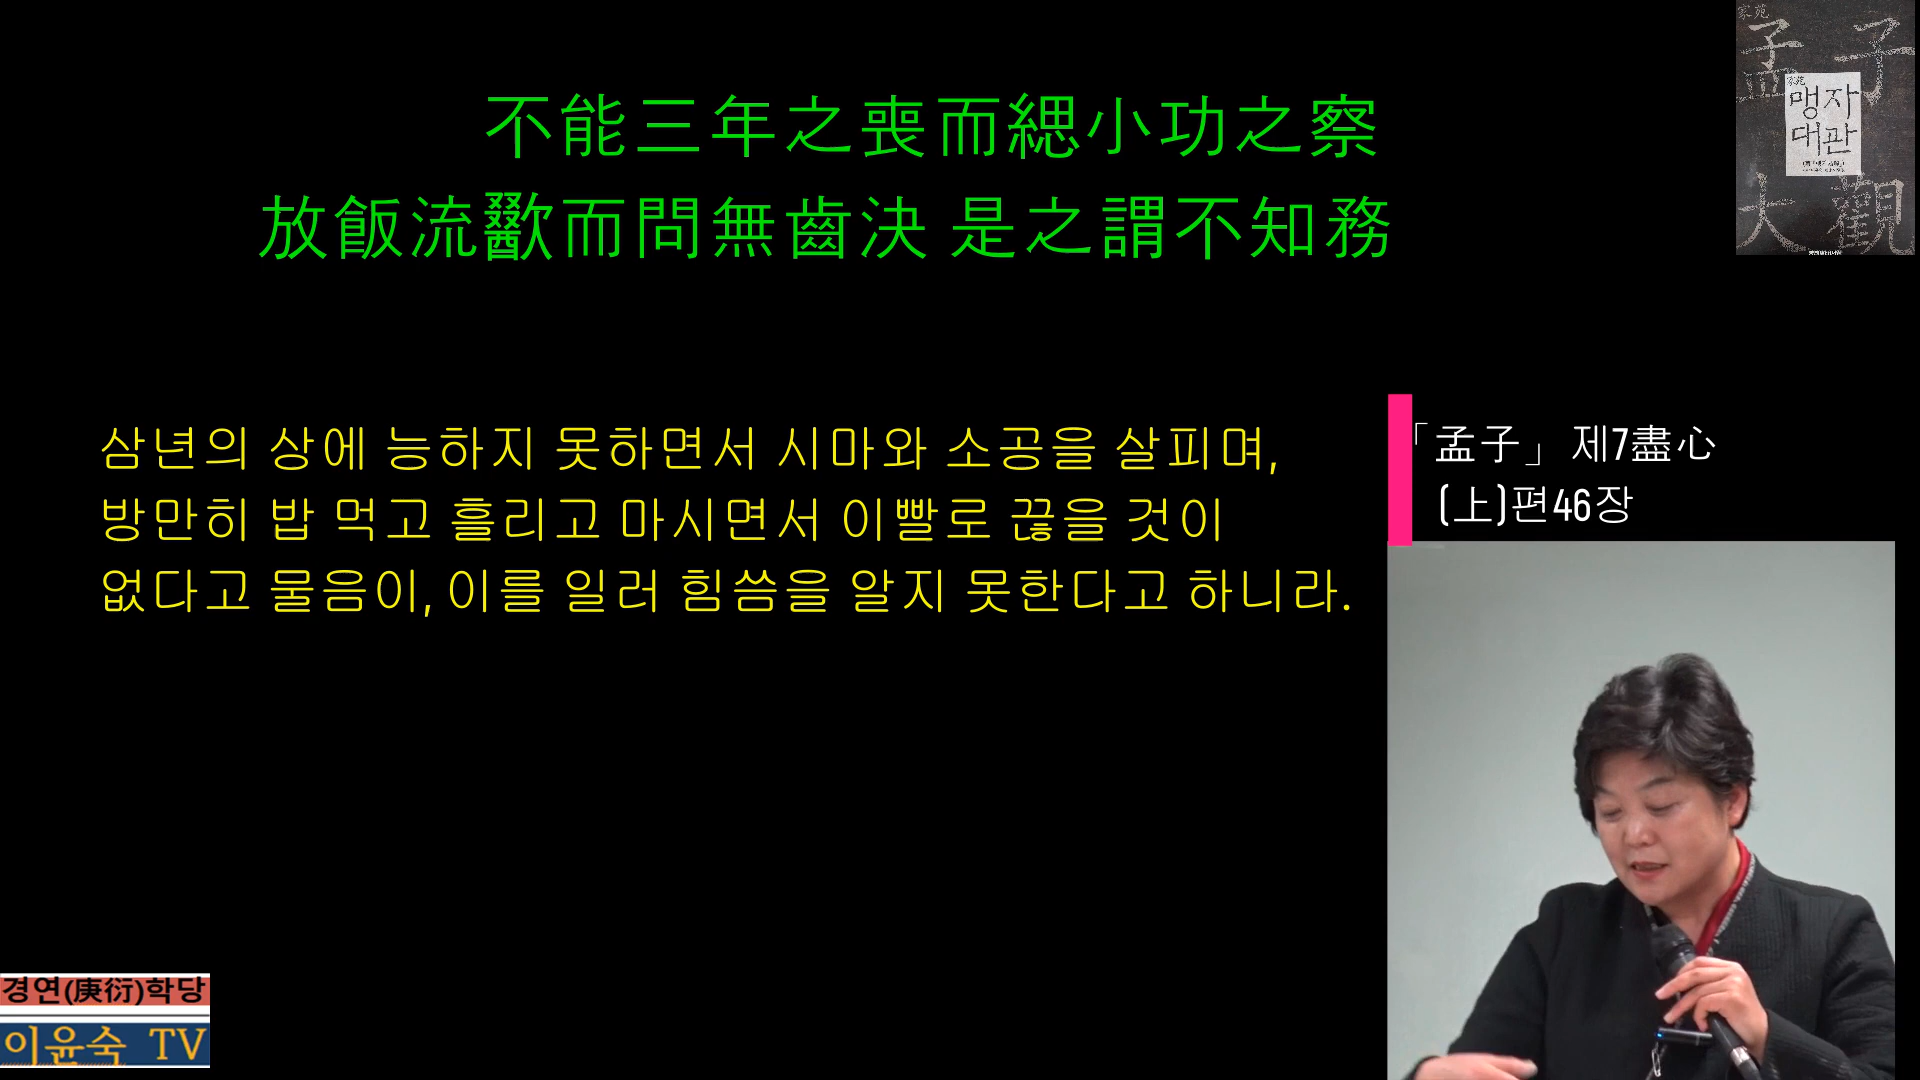 不能三年之喪而緦小功之察
放飯流歠而問無齒決 是之謂不知務
삼년의 상에 능하지 못하면서 시마와 소공을 살피며,
방만히 밥 먹고 흘리고 마시면서 이빨로 끊을 것이
없다고 물음이, 이를 일러 힘씀을 알지 못한다고 하니라.
「孟子」 제7盡心
(上)편46장
家苑
孟子
맹자
대관
大觀
경연(庚衍)학당
이윤숙 TV